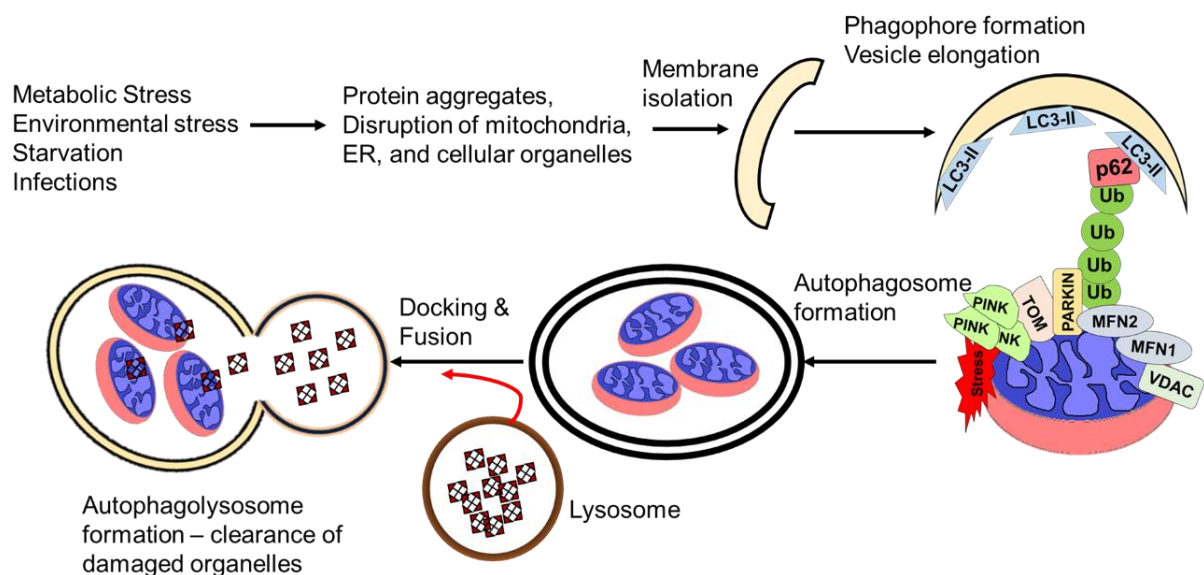 Metabolic Stress
Environmental stress
Starvation
Infections
Protein aggregates,
Disruption of mitochondria,
ER, and cellular organelles
Membrane
isolation
Phagophore formation
Vesicle elongation
LC3-II
LC3-II
LC3-II
p62
Ub
Ub
Ub
Ub
PINK
PINK
NK
TOM
PARKIN
MFN2
MFN1
VDAC
Stress
Autophagosome
formation
Docking &
Fusion
Lysosome
Autophagolysosome
formation – clearance of
damaged organelles